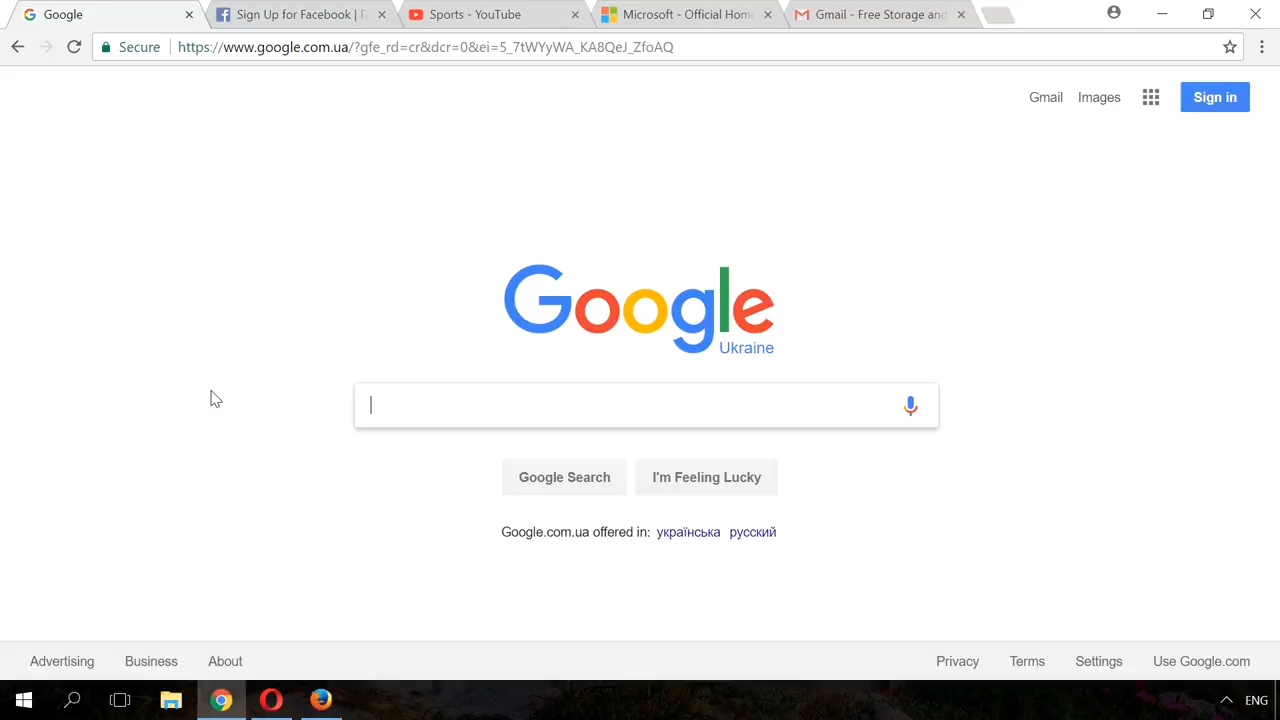 Google
Sign Up for Facebook | F
Sports - YouTube
Microsoft - Official Hom
Gmail - Free Storage and
Secure
https://www.google.com.ua/?gfe_rd=cr&dcr=0&ei=5_7tWYyWA_KA8QeJ_ZfoAQ
Gmail Images Sign in
Google
Ukraine
Google Search I'm Feeling Lucky
Google.com.ua offered in: українська русский
Advertising Business About Privacy Terms Settings Use Google.com
ENG